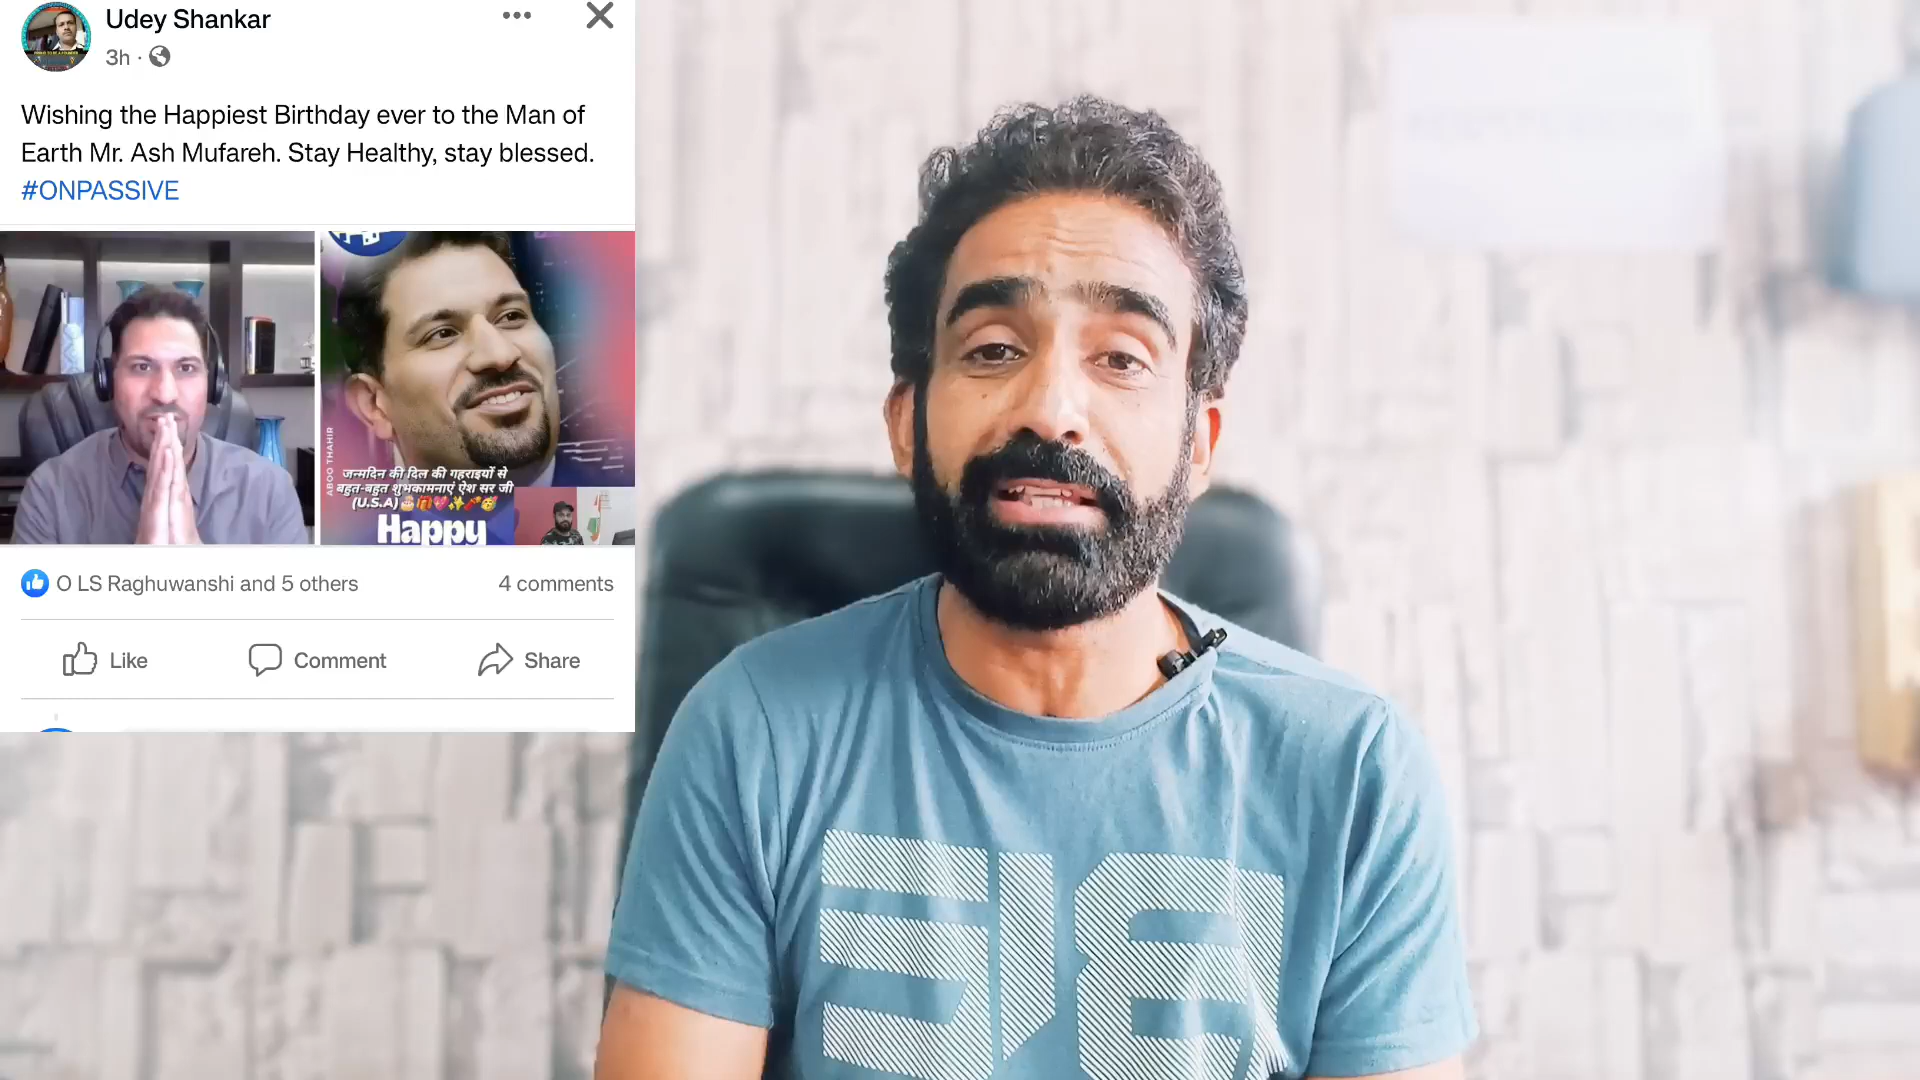 Udey Shankar
3h ·
Wishing the Happiest Birthday ever to the Man of
Earth Mr. Ash Mufareh. Stay Healthy, stay blessed.
#ONPASSIVE
ABOO THAHIR
जन्मदिन की दिल की गहराइयों से
बहुत-बहुत शुभकामनाएं ऐश सर जी
(U.S.A)🎂🎁💖✨🧨🥳
Happy
O LS Raghuwanshi and 5 others
4 comments
Like
Comment
Share